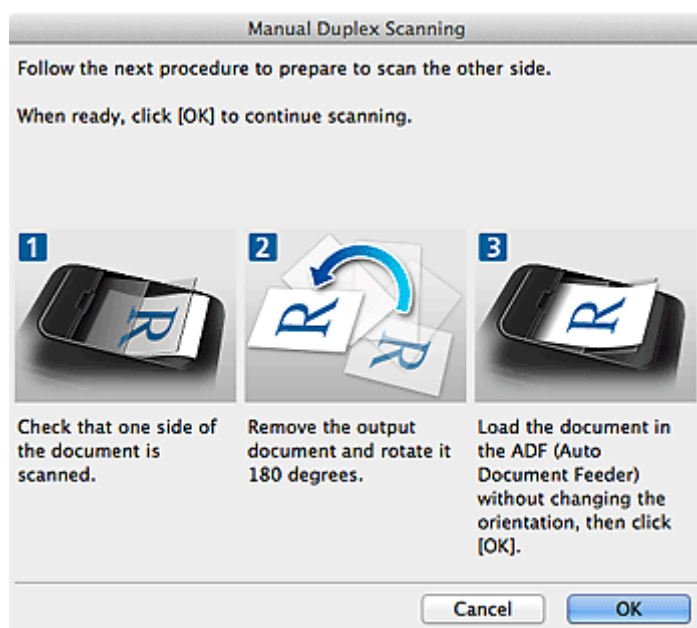 Manual Duplex Scanning
Follow the next procedure to prepare to scan the other side.
When ready, click [OK] to continue scanning.
1
R
Check that one side of
the document is
scanned.
2
R
R
Remove the output
document and rotate it
180 degrees.
3
R
Load the document in
the ADF (Auto
Document Feeder)
without changing the
orientation, then click
[OK].
Cancel
OK